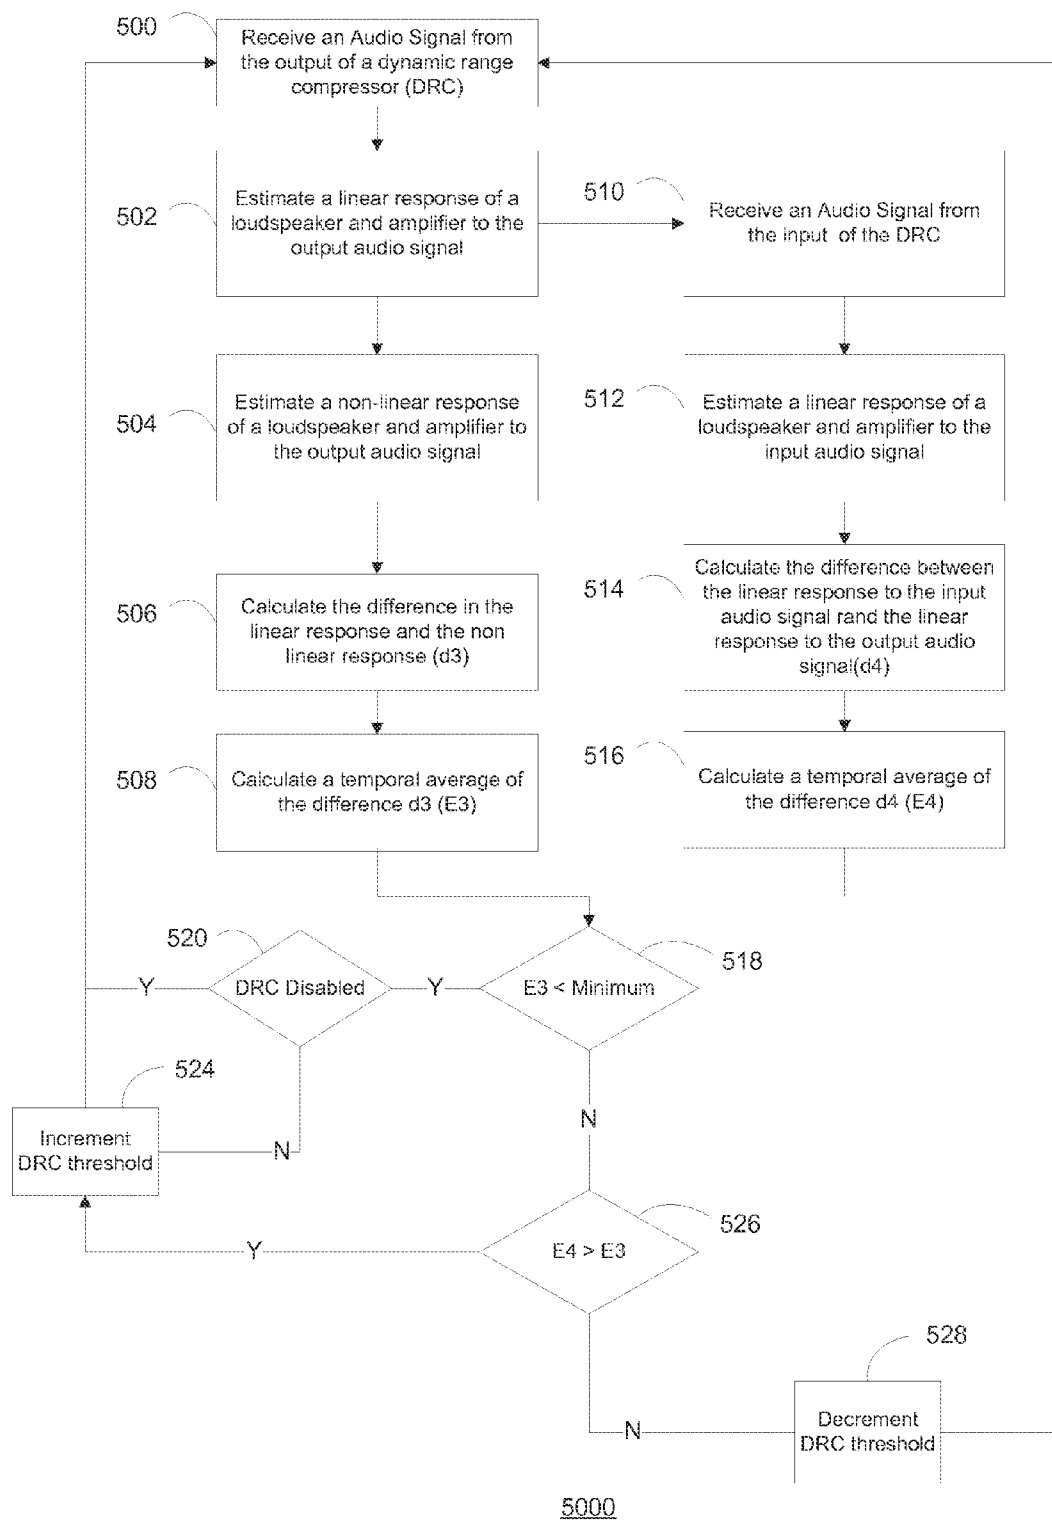 500
Receive an Audio Signal from
the output of a dynamic range
compressor (DRC)
502
Estimate a linear response of a
loudspeaker and amplifier to the
output audio signal
510
Receive an Audio Signal from
the input of the DRC
504
Estimate a non-linear response
of a loudspeaker and amplifier to
the output audio signal
512
Estimate a linear response of a
loudspeaker and amplifier to the
input audio signal
506
Calculate the difference in the
linear response and the non
linear response (d3)
514
Calculate the difference between
the linear response to the input
audio signal rand the linear
response to the output audio
signal(d4)
508
Calculate a temporal average of
the difference d3 (E3)
516
Calculate a temporal average of
the difference d4 (E4)
520
DRC Disabled
Y
Y
518
E3 < Minimum
524
Increment
DRC threshold
N
N
526
E4 > E3
Y
528
Decrement
DRC threshold
N
5000